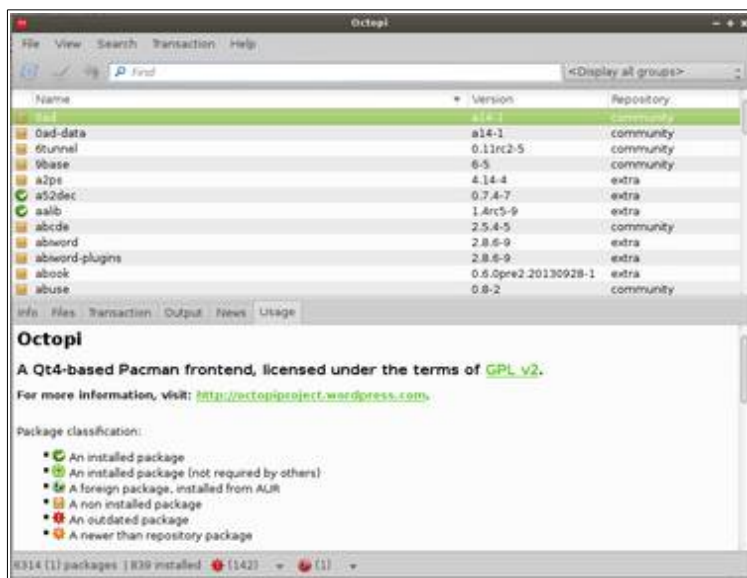 Octopi
File View Search Transaction Help
Find <Display all groups>
Name Version Repository
0ad a14-1 community
0ad-data a14-1 community
6tunnel 0.11rc2-5 community
9base 6-5 community
a2ps 4.14-4 extra
a52dec 0.7.4-7 extra
aalib 1.4rc5-9 extra
abcde 2.5.4-5 community
abiword 2.8.6-9 extra
abiword-plugins 2.8.6-9 extra
abook 0.6.0pre2.20130928-1 extra
abuse 0.8-2 community
Info Files Transaction Output News Usage
Octopi
A Qt4-based Pacman frontend, licensed under the terms of GPL v2.
For more information, visit: http://octopiproject.wordpress.com.
Package classification:
An installed package
An installed package (not required by others)
A foreign package, installed from AUR
A non installed package
An outdated package
A newer than repository package
6314 (1) packages | 839 installed (142) (1)